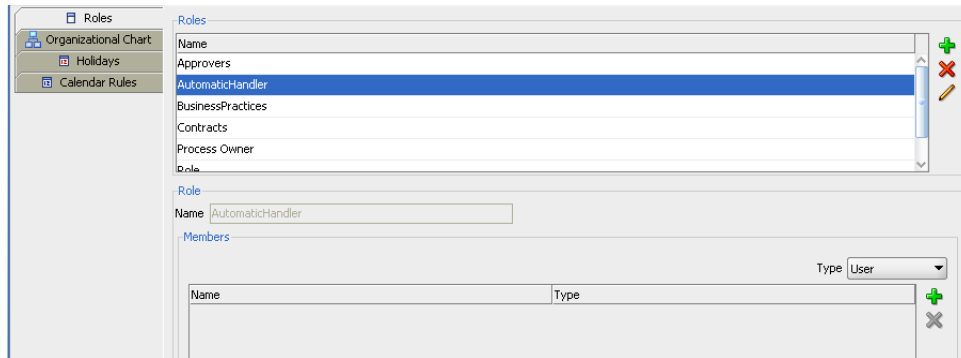 Roles
Organizational Chart
Holidays
Calendar Rules
Roles
Name
Approvers
AutomaticHandler
BusinessPractices
Contracts
Process Owner
Role
Role
Name AutomaticHandler
Members
Type User
Name Type